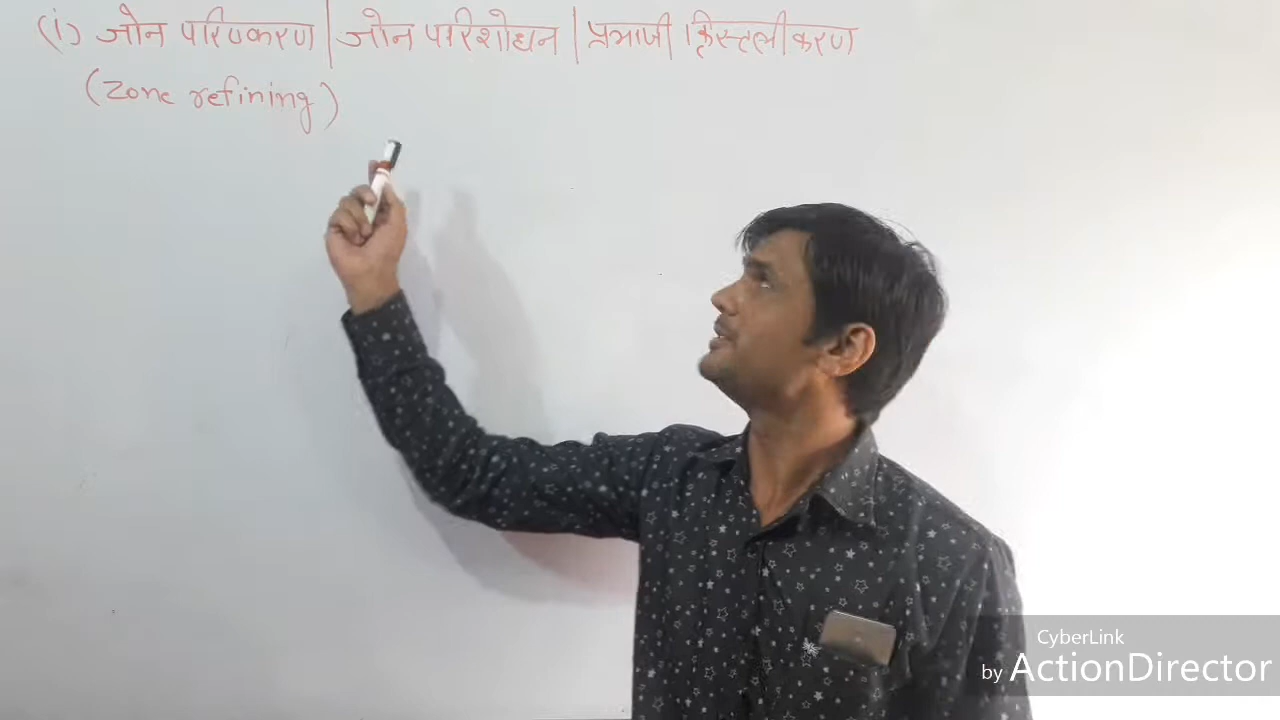 (i) जोन परिष्करण | जोन परिशोधन | प्रभाजी क्रिस्टलीकरण
(Zone refining)
CyberLink
by ActionDirector